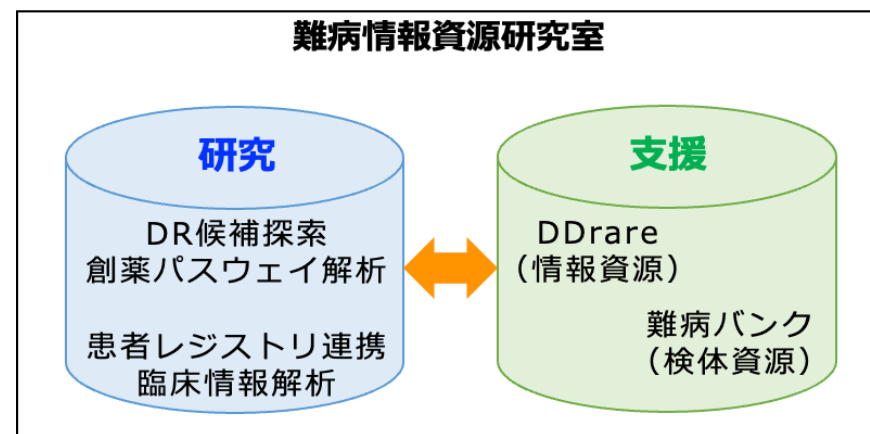 難病情報資源研究室
研究
DR候補探索
創薬パスウェイ解析
患者レジストリ連携
臨床情報解析
支援
DDrare
（情報資源）
難病バンク
（検体資源）